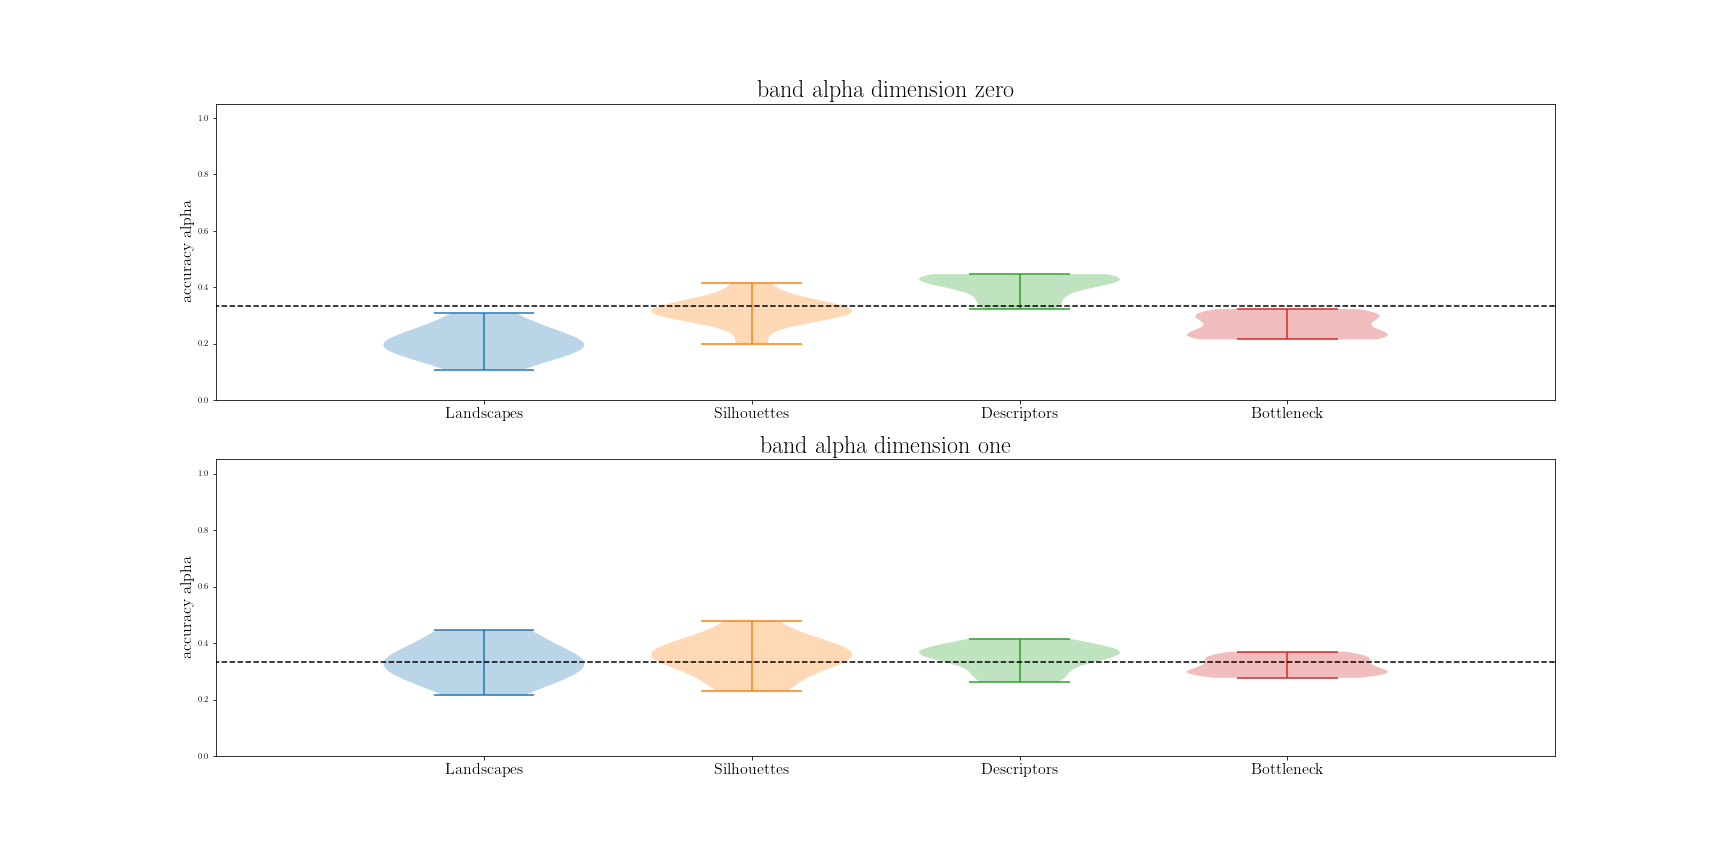 band alpha dimension zero
accuracy alpha
1.0
0.8
0.6
0.4
0.2
0.0
Landscapes Silhouettes Descriptors Bottleneck
band alpha dimension one
accuracy alpha
1.0
0.8
0.6
0.4
0.2
0.0
Landscapes Silhouettes Descriptors Bottleneck